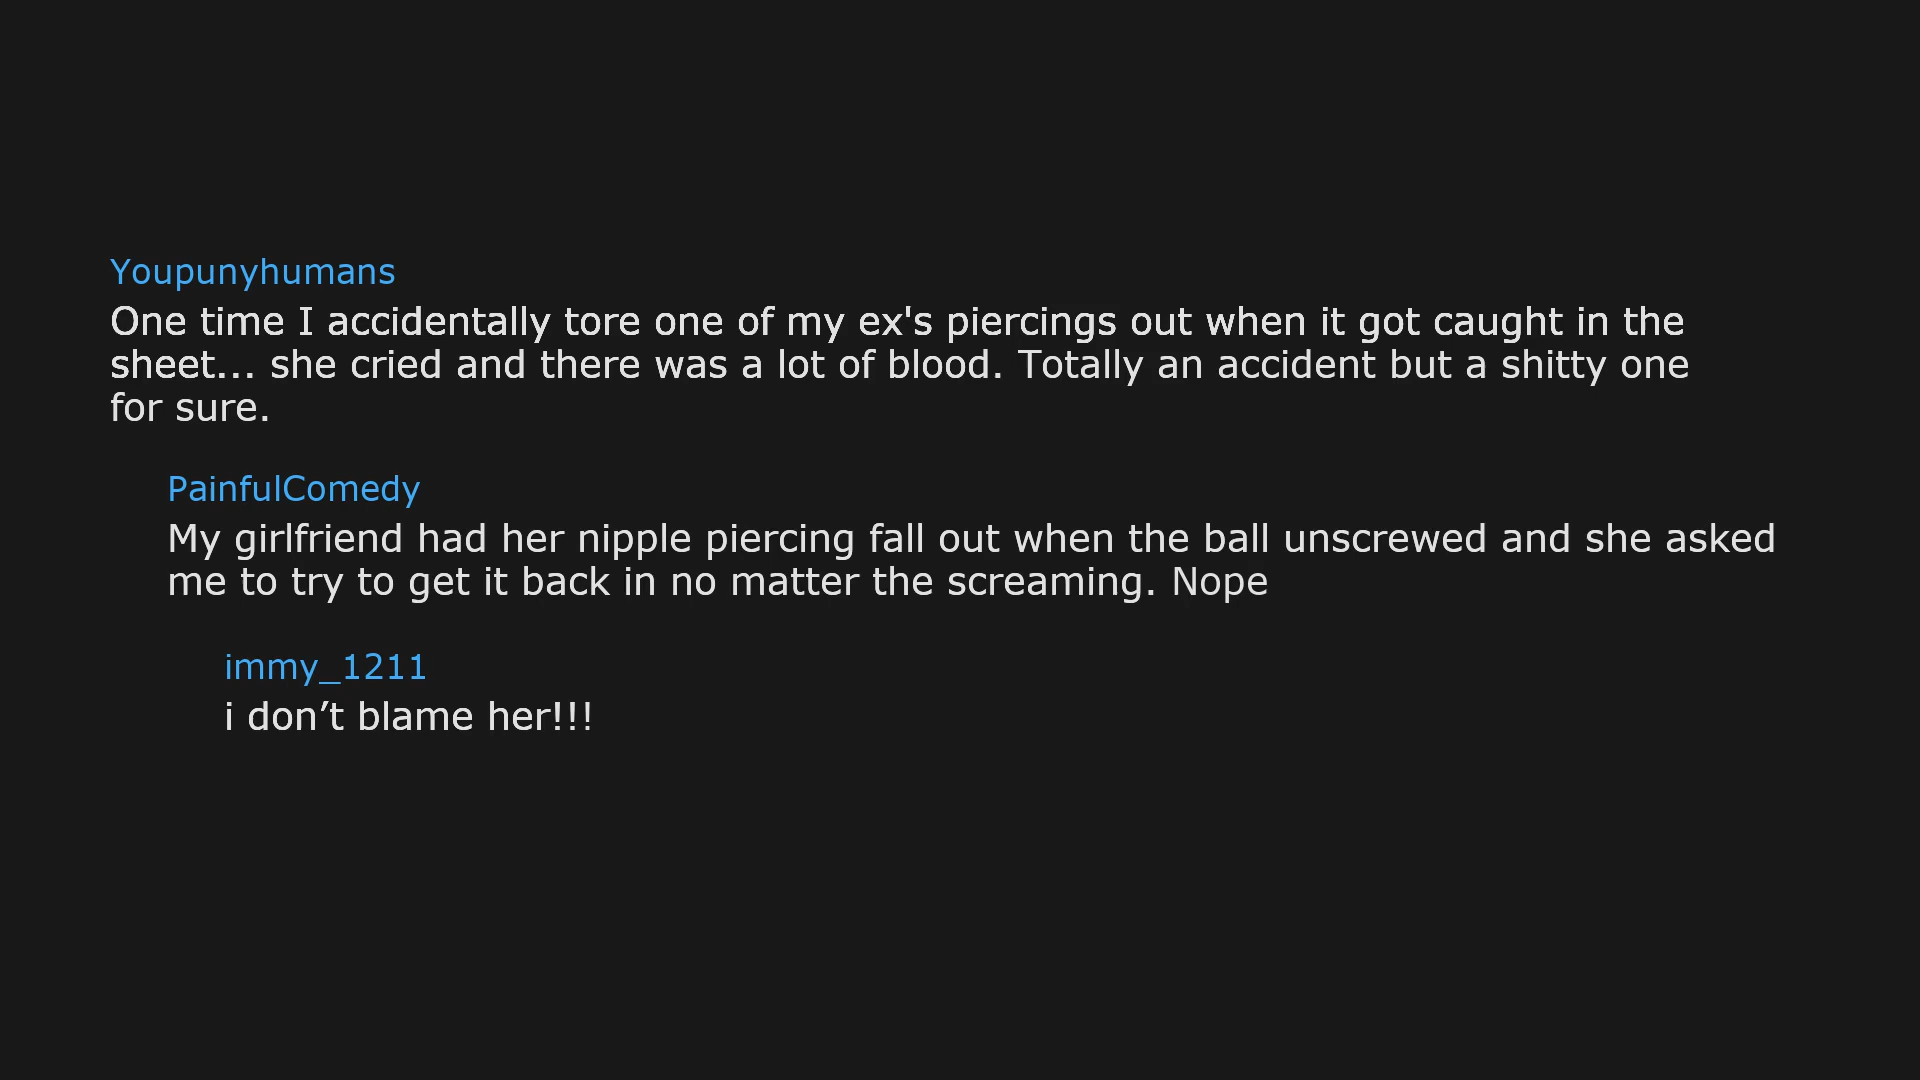 Youpunyhumans
One time I accidentally tore one of my ex's piercings out when it got caught in the
sheet... she cried and there was a lot of blood. Totally an accident but a shitty one
for sure.
PainfulComedy
My girlfriend had her nipple piercing fall out when the ball unscrewed and she asked
me to try to get it back in no matter the screaming. Nope
immy_1211
i don’t blame her!!!